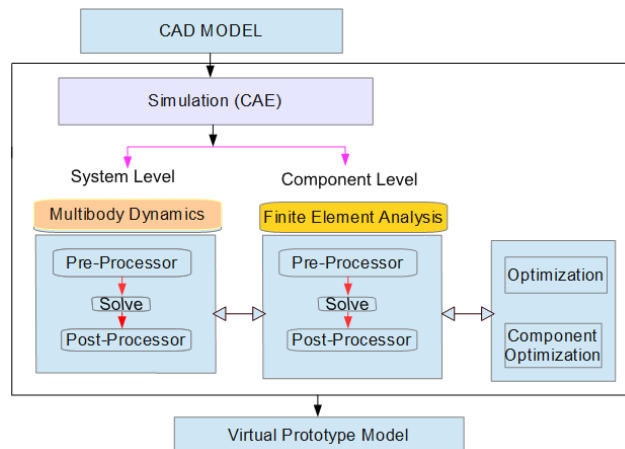 CAD MODEL
Simulation (CAE)
System Level
Component Level
Multibody Dynamics
Finite Element Analysis
Pre-Processor
Solve
Post-Processor
Pre-Processor
Solve
Post-Processor
Optimization
Component
Optimization
Virtual Prototype Model